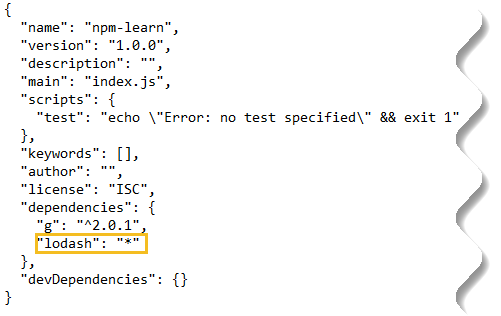 {
  "name": "npm-learn",
  "version": "1.0.0",
  "description": "",
  "main": "index.js",
  "scripts": {
    "test": "echo \"Error: no test specified\" && exit 1"
  },
  "keywords": [],
  "author": "",
  "license": "ISC",
  "dependencies": {
    "g": "^2.0.1",
    "lodash": "*"
  },
  "devDependencies": {}
}